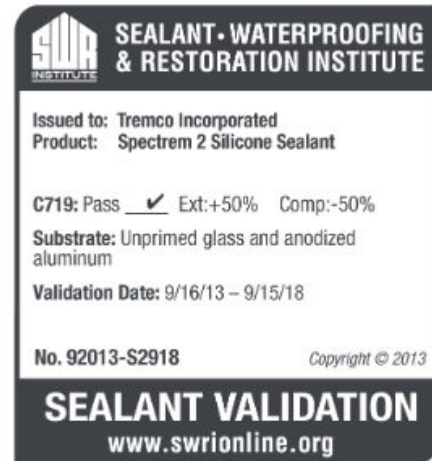 SWR
INSTITUTE
SEALANT • WATERPROOFING
& RESTORATION INSTITUTE
Issued to: Tremco Incorporated
Product: Spectrem 2 Silicone Sealant
C719: Pass ✔ Ext:+50% Comp:-50%
Substrate: Unprimed glass and anodized
aluminum
Validation Date: 9/16/13 – 9/15/18
No. 92013-S2918 Copyright © 2013
SEALANT VALIDATION
www.swrionline.org